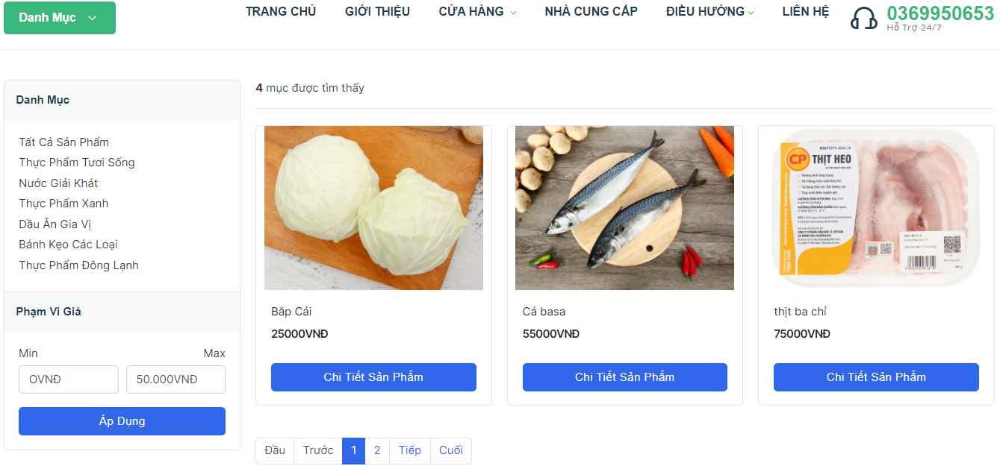 Danh Mục
TRANG CHỦ
GIỚI THIỆU
CỬA HÀNG
NHÀ CUNG CẤP
ĐIỀU HƯỚNG
LIÊN HỆ
0369950653
Hỗ Trợ 24/7
Danh Mục
Tất Cả Sản Phẩm
Thực Phẩm Tươi Sống
Nước Giải Khát
Thực Phẩm Xanh
Dầu Ăn Gia Vị
Bánh Kẹo Các Loại
Thực Phẩm Đông Lạnh
Phạm Vi Giá
Min
Max
0VNĐ
50.000VNĐ
Áp Dụng
4 mục được tìm thấy
CP THỊT HEO
Bắp Cải
25000VNĐ
Chi Tiết Sản Phẩm
Cá basa
55000VNĐ
Chi Tiết Sản Phẩm
thịt ba chỉ
75000VNĐ
Chi Tiết Sản Phẩm
Đầu
Trước
1
2
Tiếp
Cuối